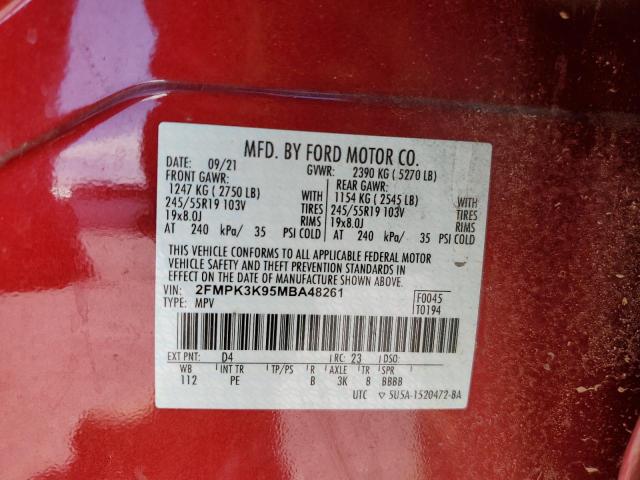 MFD. BY FORD MOTOR CO.
DATE: 09/21 GVWR: 2390 KG ( 5270 LB)
FRONT GAWR: REAR GAWR:
1247 KG ( 2750 LB) WITH 1154 KG ( 2545 LB) WITH
245/55R19 103V TIRES 245/55R19 103V TIRES
19x8.0J RIMS 19x8.0J RIMS
AT 240 kPa/ 35 PSI COLD AT 240 kPa/ 35 PSI COLD
THIS VEHICLE CONFORMS TO ALL APPLICABLE FEDERAL MOTOR
VEHICLE SAFETY AND THEFT PREVENTION STANDARDS IN
EFFECT ON THE DATE OF MANUFACTURE SHOWN ABOVE.
VIN: 2FMPK3K95MBA48261 F0045
TYPE: MPV T0194
EXT PNT: D4 RC: 23 DSO:
WB INT TR TP/PS R AXLE TR SPR
112 PE B 3K 8 BBBB
UTC ▽ 5U5A-1520472-BA